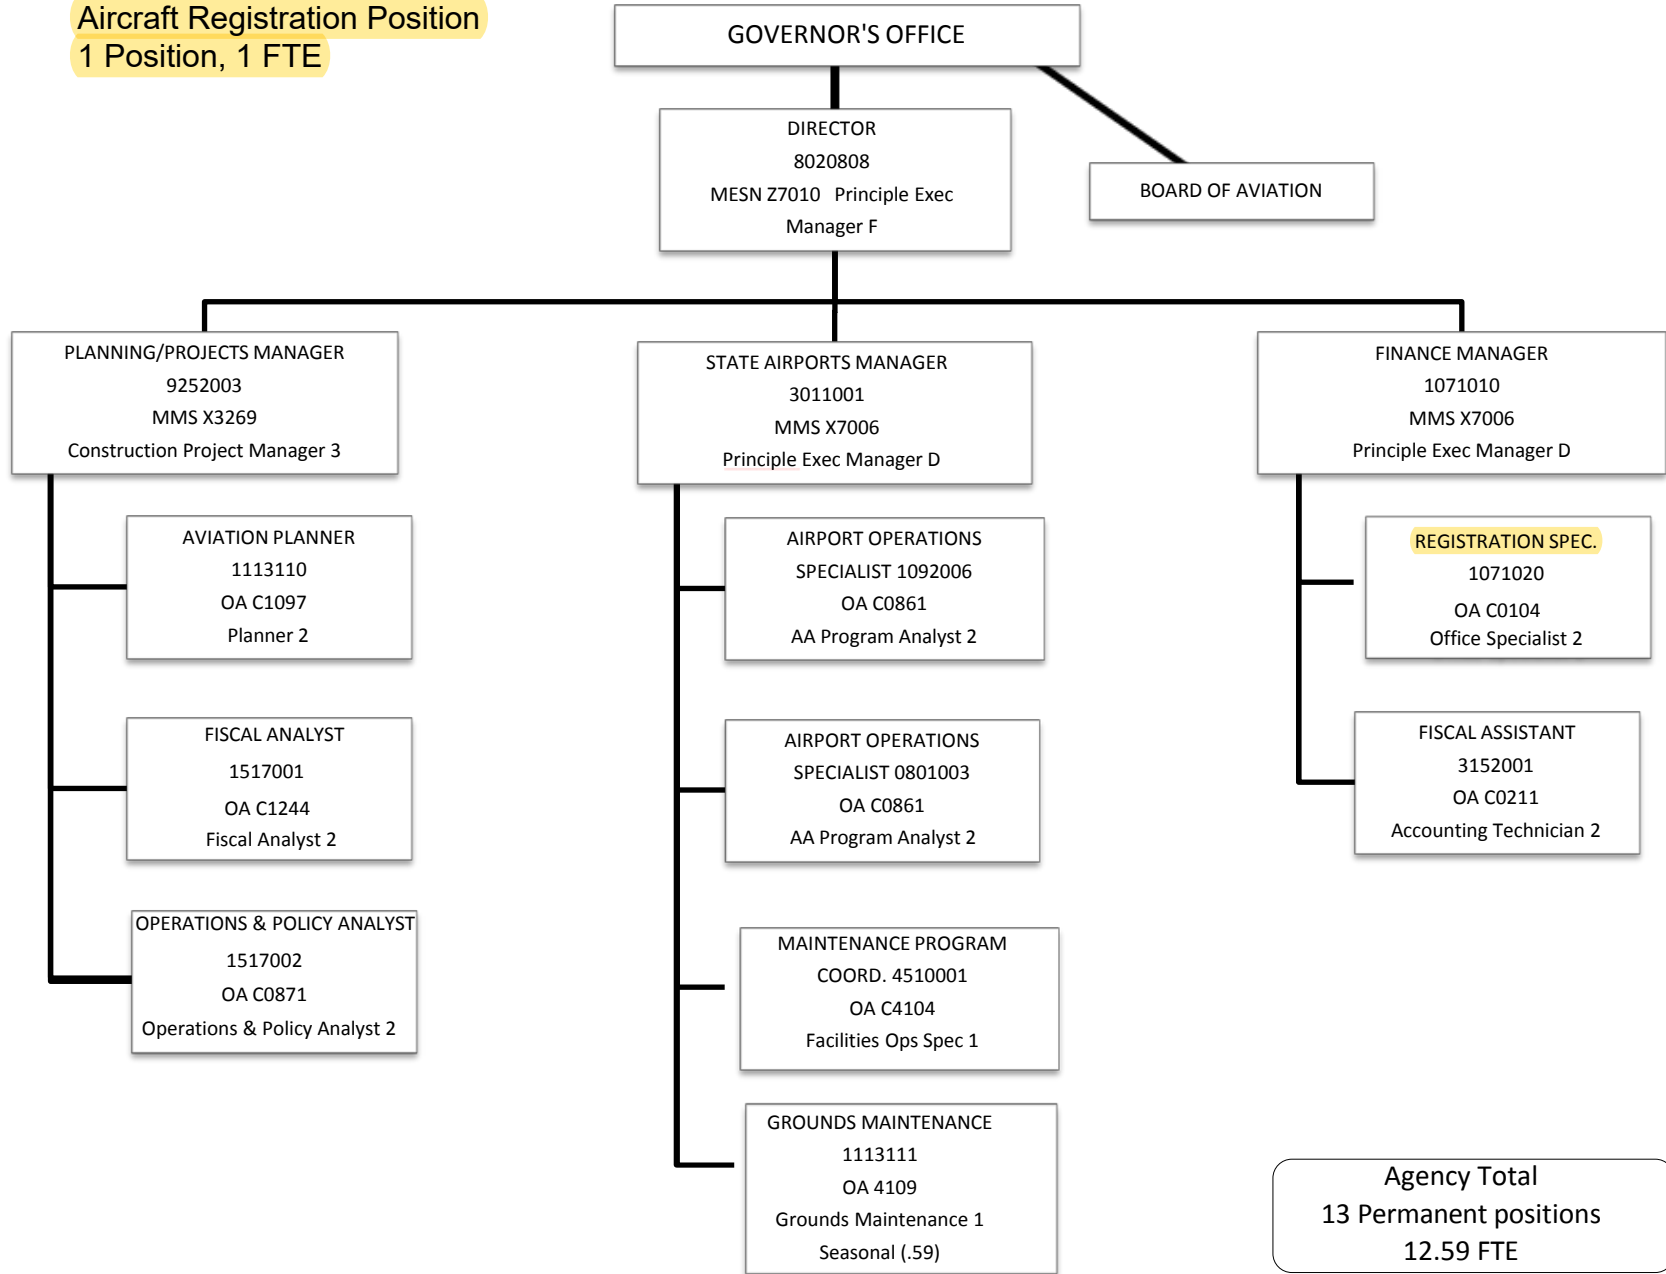 Aircraft Registration Position
1 Position, 1 FTE
GOVERNOR'S OFFICE
DIRECTOR
8020808
MESN Z7010 Principle Exec
Manager F
BOARD OF AVIATION
PLANNING/PROJECTS MANAGER
9252003
MMS X3269
Construction Project Manager 3
AVIATION PLANNER
1113110
OA C1097
Planner 2
FISCAL ANALYST
1517001
OA C1244
Fiscal Analyst 2
OPERATIONS & POLICY ANALYST
1517002
OA C0871
Operations & Policy Analyst 2
STATE AIRPORTS MANAGER
3011001
MMS X7006
Principle Exec Manager D
AIRPORT OPERATIONS
SPECIALIST 1092006
OA C0861
AA Program Analyst 2
AIRPORT OPERATIONS
SPECIALIST 0801003
OA C0861
AA Program Analyst 2
MAINTENANCE PROGRAM
COORD. 4510001
OA C4104
Facilities Ops Spec 1
GROUNDS MAINTENANCE
1113111
OA 4109
Grounds Maintenance 1
Seasonal (.59)
FINANCE MANAGER
1071010
MMS X7006
Principle Exec Manager D
REGISTRATION SPEC.
1071020
OA C0104
Office Specialist 2
FISCAL ASSISTANT
3152001
OA C0211
Accounting Technician 2
Agency Total
13 Permanent positions
12.59 FTE